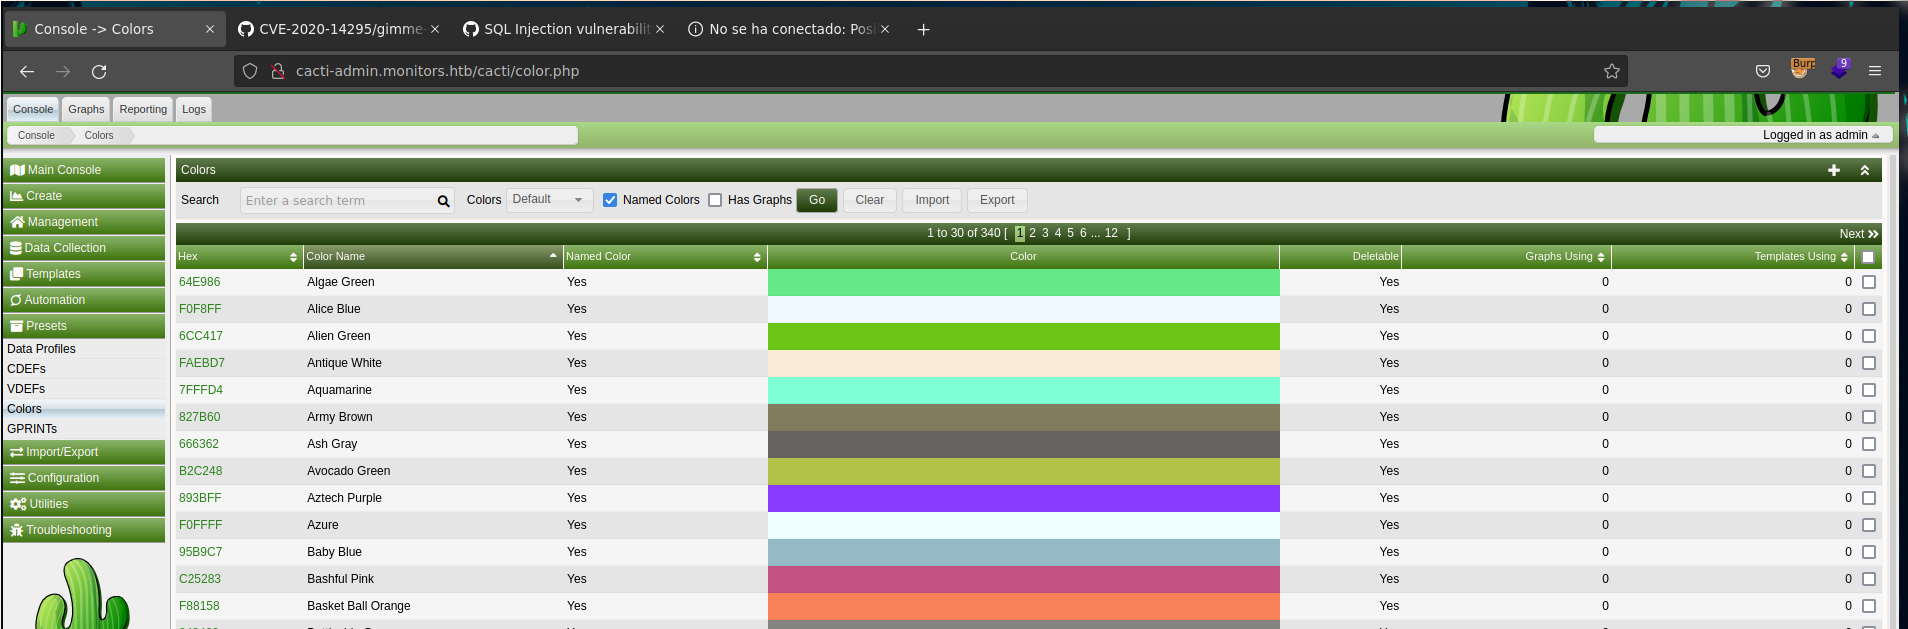 Console -> Colors
CVE-2020-14295/gimme-
SQL Injection vulnerabilit
No se ha conectado: Posi
cacti-admin.monitors.htb/cacti/color.php
Burp
9
Console Graphs Reporting Logs
Console Colors
Logged in as admin
Main Console
Create
Management
Data Collection
Templates
Automation
Presets
Data Profiles
CDEFs
VDEFs
Colors
GPRINTs
Import/Export
Configuration
Utilities
Troubleshooting
Colors
Search Enter a search term Colors Default Named Colors Has Graphs Go Clear Import Export
1 to 30 of 340 [ 1 2 3 4 5 6 ... 12 ] Next
Hex Color Name Named Color Color Deletable Graphs Using Templates Using
64E986 Algae Green Yes Yes 0 0
F0F8FF Alice Blue Yes Yes 0 0
6CC417 Alien Green Yes Yes 0 0
FAEBD7 Antique White Yes Yes 0 0
7FFFD4 Aquamarine Yes Yes 0 0
827B60 Army Brown Yes Yes 0 0
666362 Ash Gray Yes Yes 0 0
B2C248 Avocado Green Yes Yes 0 0
893BFF Aztech Purple Yes Yes 0 0
F0FFFF Azure Yes Yes 0 0
95B9C7 Baby Blue Yes Yes 0 0
C25283 Bashful Pink Yes Yes 0 0
F88158 Basket Ball Orange Yes Yes 0 0